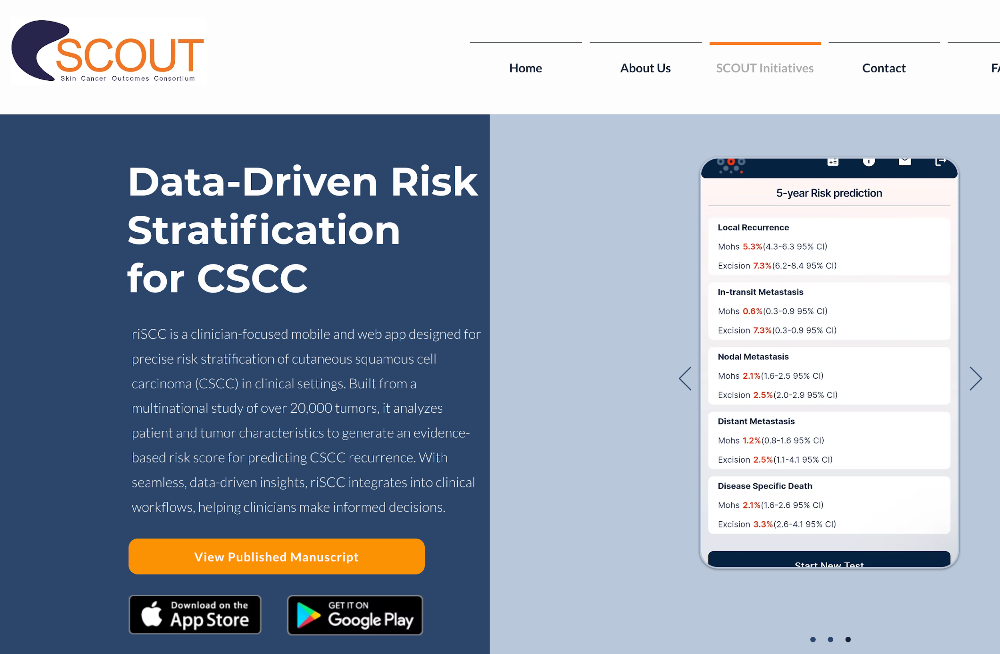 SCOUT
Skin Cancer Outcomes Consortium
Home
About Us
SCOUT Initiatives
Contact
Data-Driven Risk
Stratification
for CSCC
riSCC is a clinician-focused mobile and web app designed for
precise risk stratification of cutaneous squamous cell
carcinoma (CSCC) in clinical settings. Built from a
multinational study of over 20,000 tumors, it analyzes
patient and tumor characteristics to generate an evidence-
based risk score for predicting CSCC recurrence. With
seamless, data-driven insights, riSCC integrates into clinical
workflows, helping clinicians make informed decisions.
View Published Manuscript
Download on the
App Store
GET IT ON
Google Play
5-year Risk prediction
Local Recurrence
Mohs 5.3%(4.3-6.3 95% CI)
Excision 7.3%(6.2-8.4 95% CI)
In-transit Metastasis
Mohs 0.6%(0.3-0.9 95% CI)
Excision 7.3%(0.3-0.9 95% CI)
Nodal Metastasis
Mohs 2.1%(1.6-2.5 95% CI)
Excision 2.5%(2.0-2.9 95% CI)
Distant Metastasis
Mohs 1.2%(0.8-1.6 95% CI)
Excision 2.5%(1.1-4.1 95% CI)
Disease Specific Death
Mohs 2.1%(1.6-2.6 95% CI)
Excision 3.3%(2.6-4.1 95% CI)
Start New Test